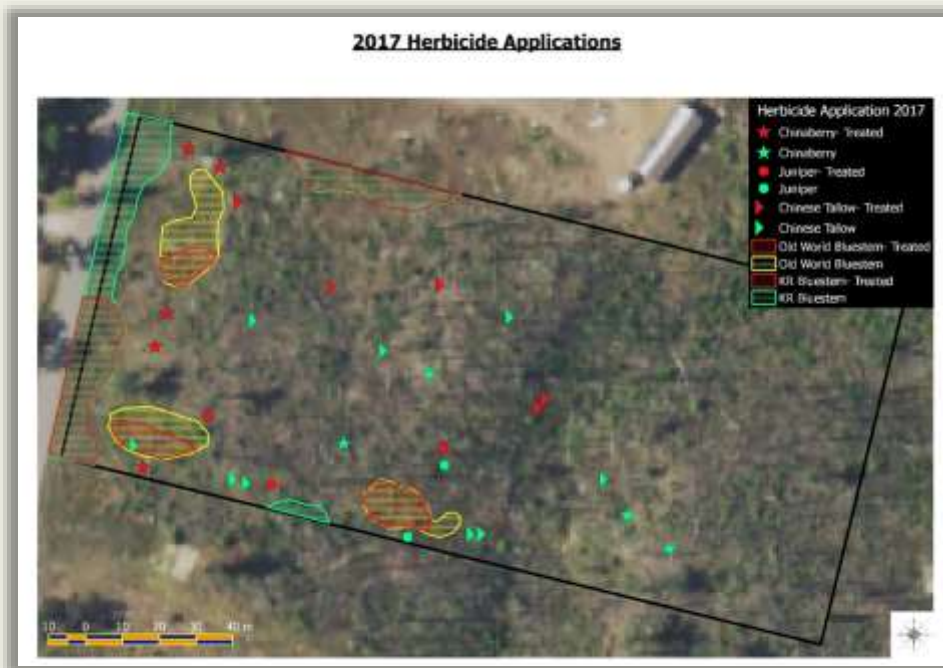 2017 Herbicide Applications
Herbicide Application 2017
Chinaberry- Treated
Chinaberry
Juniper- Treated
Juniper
Chinese Tallow- Treated
Chinese Tallow
Old World Bluestem- Treated
Old World Bluestem
KR Bluestem- Treated
KR Bluestem
10 0 10 20 30 40 m